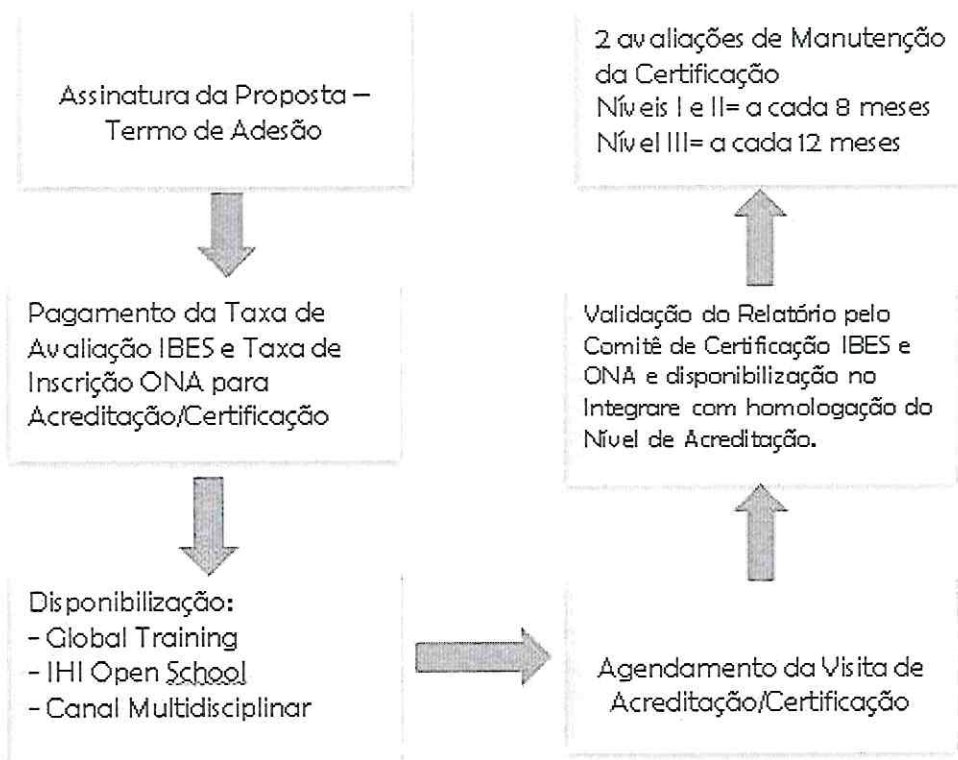 Assinatura da Proposta –
Termo de Adesão
Pagamento da Taxa de
Avaliação IBES e Taxa de
Inscrição ONA para
Acreditação/Certificação
Disponibilização:
- Global Training
- IHI Open School
- Canal Multidisciplinar
Agendamento da Visita de
Acreditação/Certificação
Validação do Relatório pelo
Comitê de Certificação IBES e
ONA e disponibilização no
Integrare com homologação do
Nível de Acreditação.
2 avaliações de Manutenção
da Certificação
Níveis I e II= a cada 8 meses
Nível III= a cada 12 meses